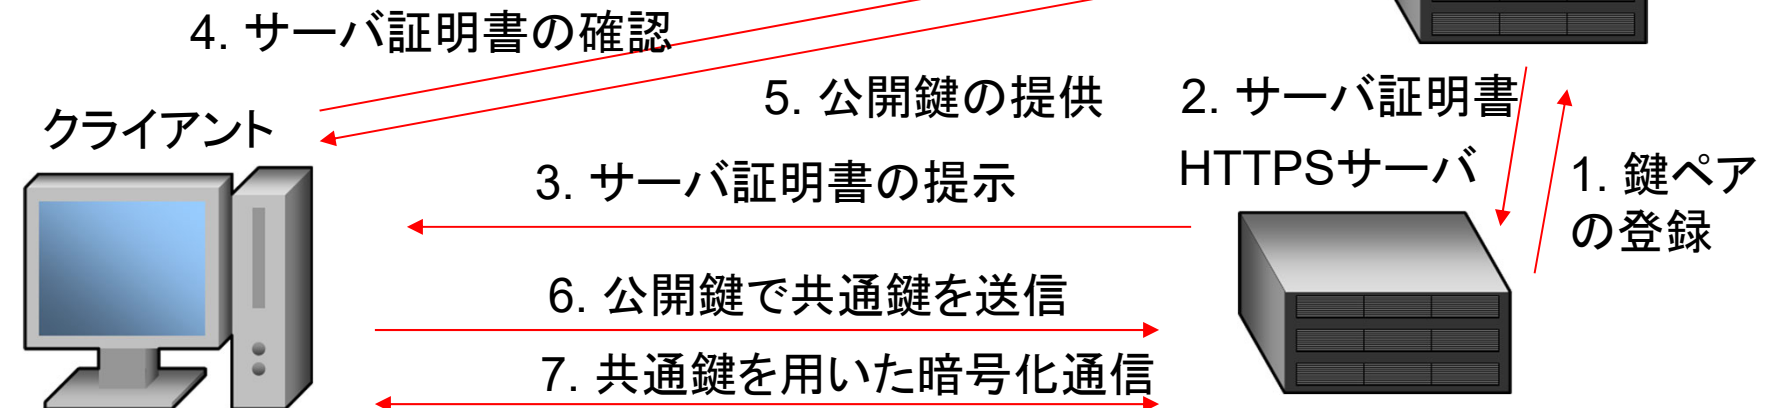 4. サーバ証明書の確認
5. 公開鍵の提供
2. サーバ証明書
クライアント
3. サーバ証明書の提示
HTTPSサーバ
1. 鍵ペア
の登録
6. 公開鍵で共通鍵を送信
7. 共通鍵を用いた暗号化通信